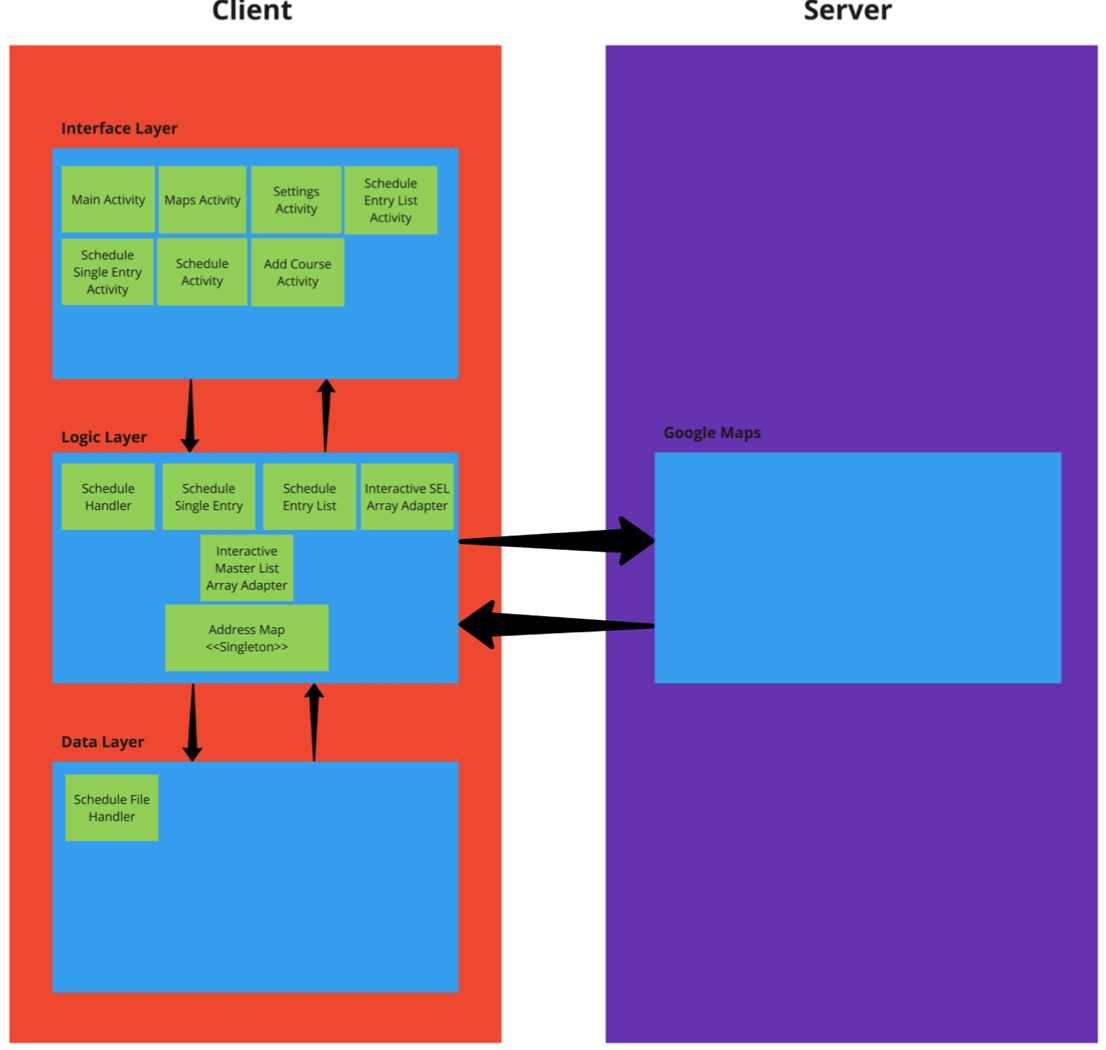 Client
Server
Interface Layer
Main Activity
Maps Activity
Settings
Activity
Schedule
Entry List
Activity
Schedule
Single Entry
Activity
Schedule
Activity
Add Course
Activity
Logic Layer
Schedule
Handler
Schedule
Single Entry
Schedule
Entry List
Interactive SEL
Array Adapter
Interactive
Master List
Array Adapter
Address Map
<<Singleton>>
Google Maps
Data Layer
Schedule File
Handler